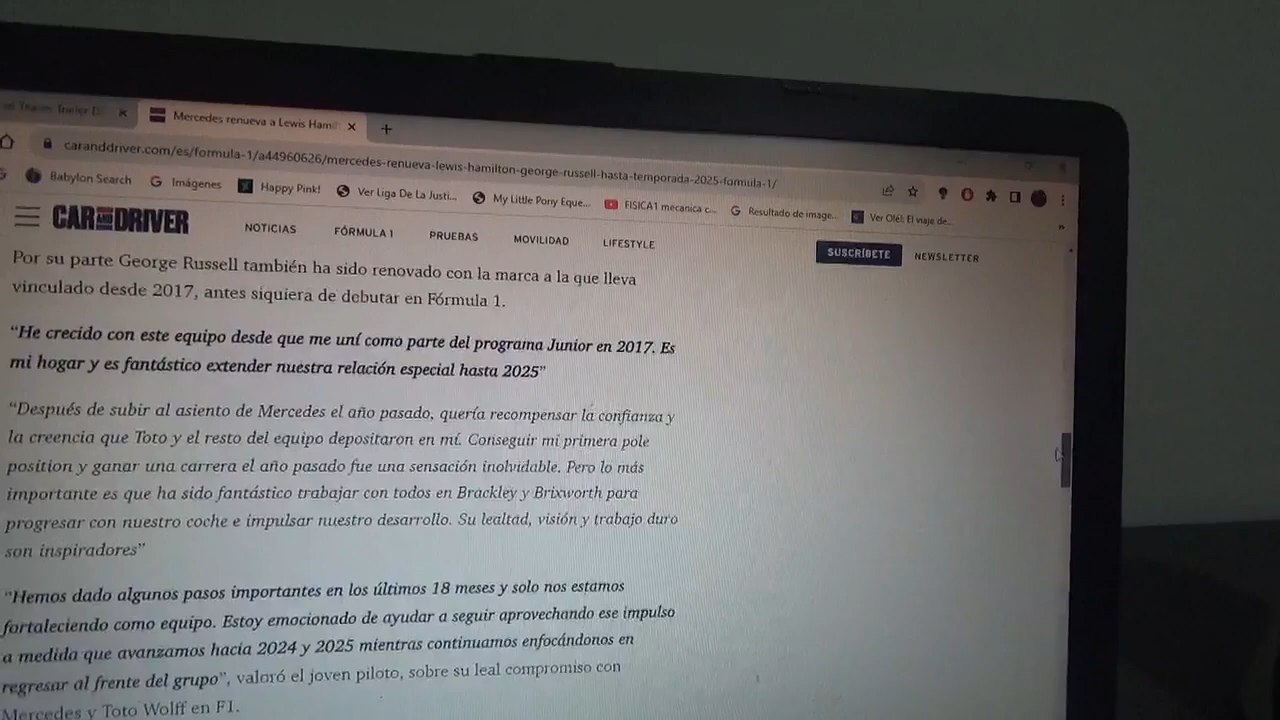 Mercedes renueva a Lewis Hamil
caranddriver.com/es/formula-1/a44960626/mercedes-renueva-lewis-hamilton-george-russell-hasta-temporada-2025-formula-1/
Babylon Search Imágenes Happy Pink! Ver Liga De La Justi... My Little Pony Eque... FISICA1 mecanica c... Resultado de image... Ver Olé!: El viaje de...
CAR AND DRIVER NOTICIAS FÓRMULA 1 PRUEBAS MOVILIDAD LIFESTYLE SUSCRÍBETE NEWSLETTER
Por su parte George Russell también ha sido renovado con la marca a la que lleva
vinculado desde 2017, antes siquiera de debutar en Fórmula 1.
“He crecido con este equipo desde que me uní como parte del programa Junior en 2017. Es
mi hogar y es fantástico extender nuestra relación especial hasta 2025”
“Después de subir al asiento de Mercedes el año pasado, quería recompensar la confianza y
la creencia que Toto y el resto del equipo depositaron en mí. Conseguir mi primera pole
position y ganar una carrera el año pasado fue una sensación inolvidable. Pero lo más
importante es que ha sido fantástico trabajar con todos en Brackley y Brixworth para
progresar con nuestro coche e impulsar nuestro desarrollo. Su lealtad, visión y trabajo duro
son inspiradores”
“Hemos dado algunos pasos importantes en los últimos 18 meses y solo nos estamos
fortaleciendo como equipo. Estoy emocionado de ayudar a seguir aprovechando ese impulso
a medida que avanzamos hacia 2024 y 2025 mientras continuamos enfocándonos en
regresar al frente del grupo”, valoró el joven piloto, sobre su leal compromiso con
Mercedes y Toto Wolff en F1.